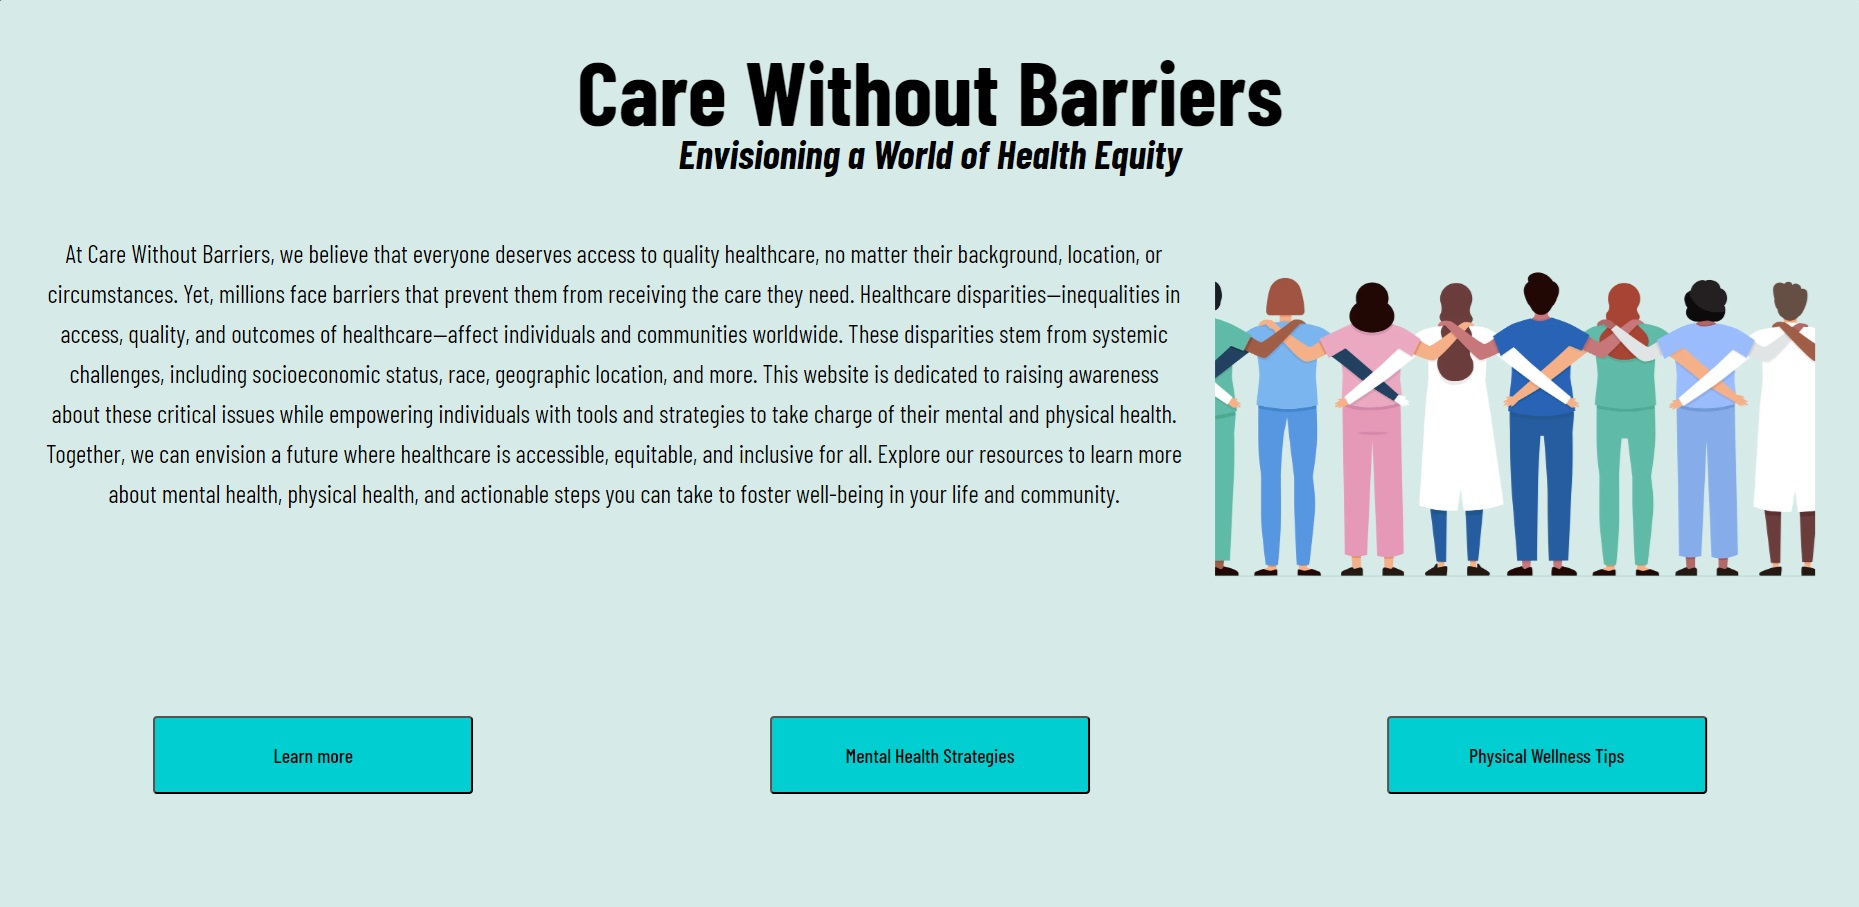 Care Without Barriers
Envisioning a World of Health Equity
At Care Without Barriers, we believe that everyone deserves access to quality healthcare, no matter their background, location, or
circumstances. Yet, millions face barriers that prevent them from receiving the care they need. Healthcare disparities—inequalities in
access, quality, and outcomes of healthcare—affect individuals and communities worldwide. These disparities stem from systemic
challenges, including socioeconomic status, race, geographic location, and more. This website is dedicated to raising awareness
about these critical issues while empowering individuals with tools and strategies to take charge of their mental and physical health.
Together, we can envision a future where healthcare is accessible, equitable, and inclusive for all. Explore our resources to learn more
about mental health, physical health, and actionable steps you can take to foster well-being in your life and community.
Learn more
Mental Health Strategies
Physical Wellness Tips